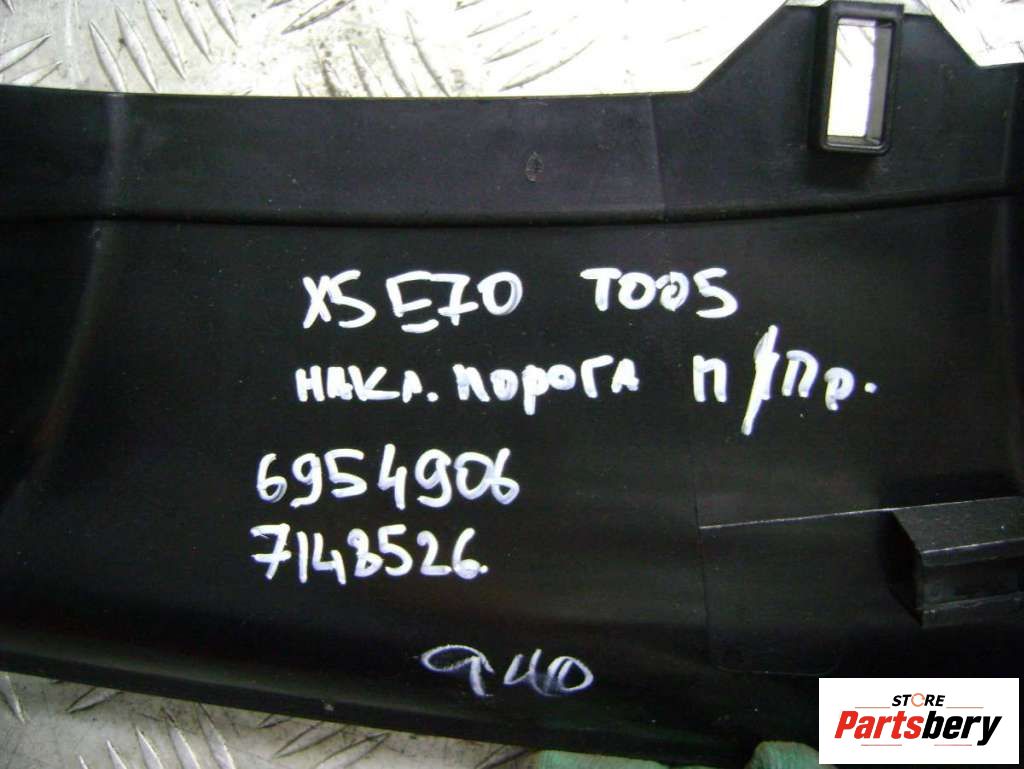 X5 E70 T005
НАКЛ. ПОРОГА П/ПР.
6954906
7148526.
940
STORE
Partsbery